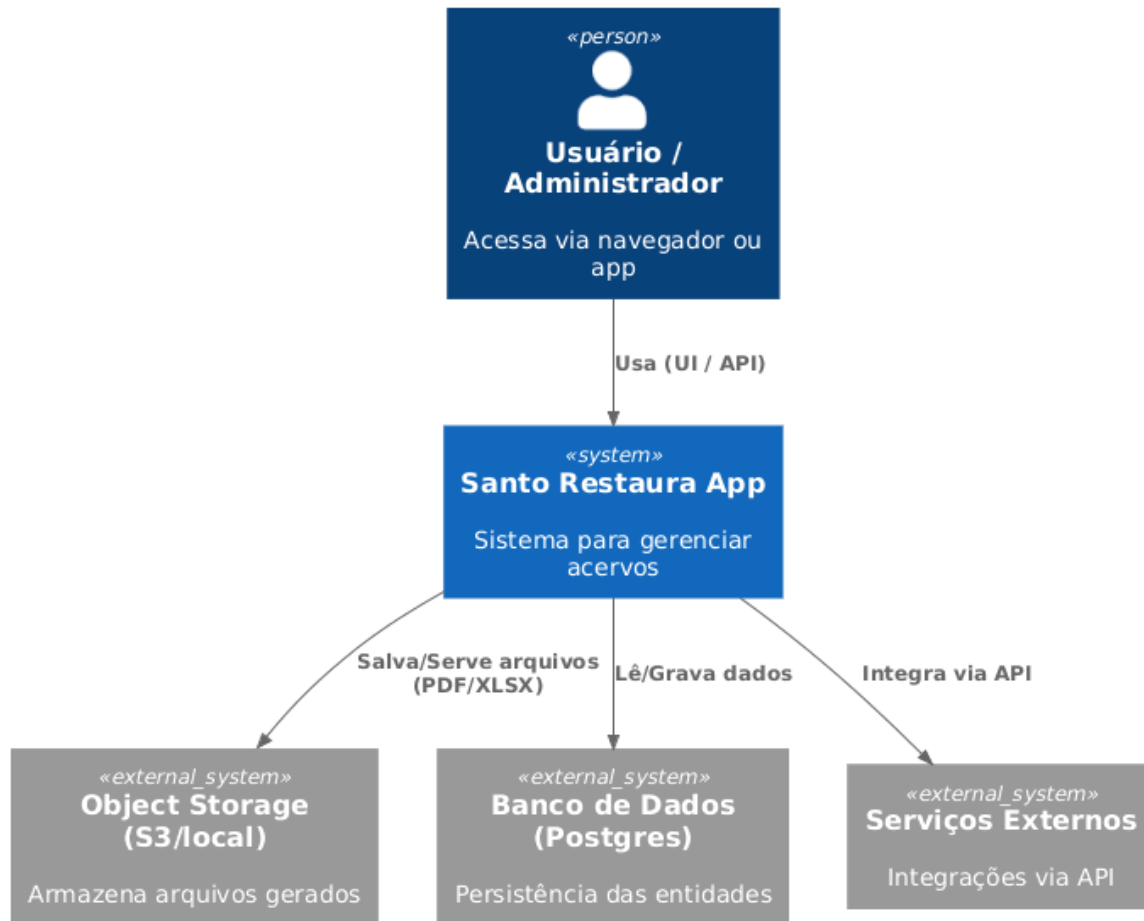 «person»
Usuário /
Administrador
Acessa via navegador ou
app
Usa (UI / API)
«system»
Santo Restaura App
Sistema para gerenciar
acervos
Salva/Serve arquivos
(PDF/XLSX)
Lê/Grava dados
Integra via API
«external_system»
Object Storage
(S3/local)
Armazena arquivos gerados
«external_system»
Banco de Dados
(Postgres)
Persistência das entidades
«external_system»
Serviços Externos
Integrações via API